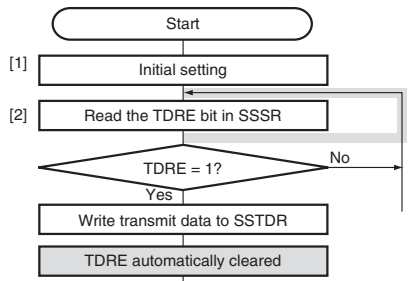 Start
[1]
Initial setting
[2]
Read the TDRE bit in SSSR
TDRE = 1?
No
Yes
Write transmit data to SSTDR
TDRE automatically cleared